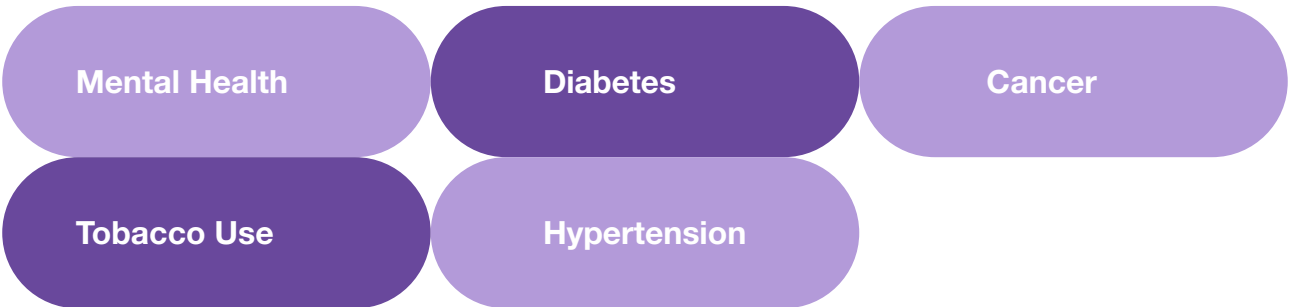 Mental Health
Diabetes
Cancer
Tobacco Use
Hypertension